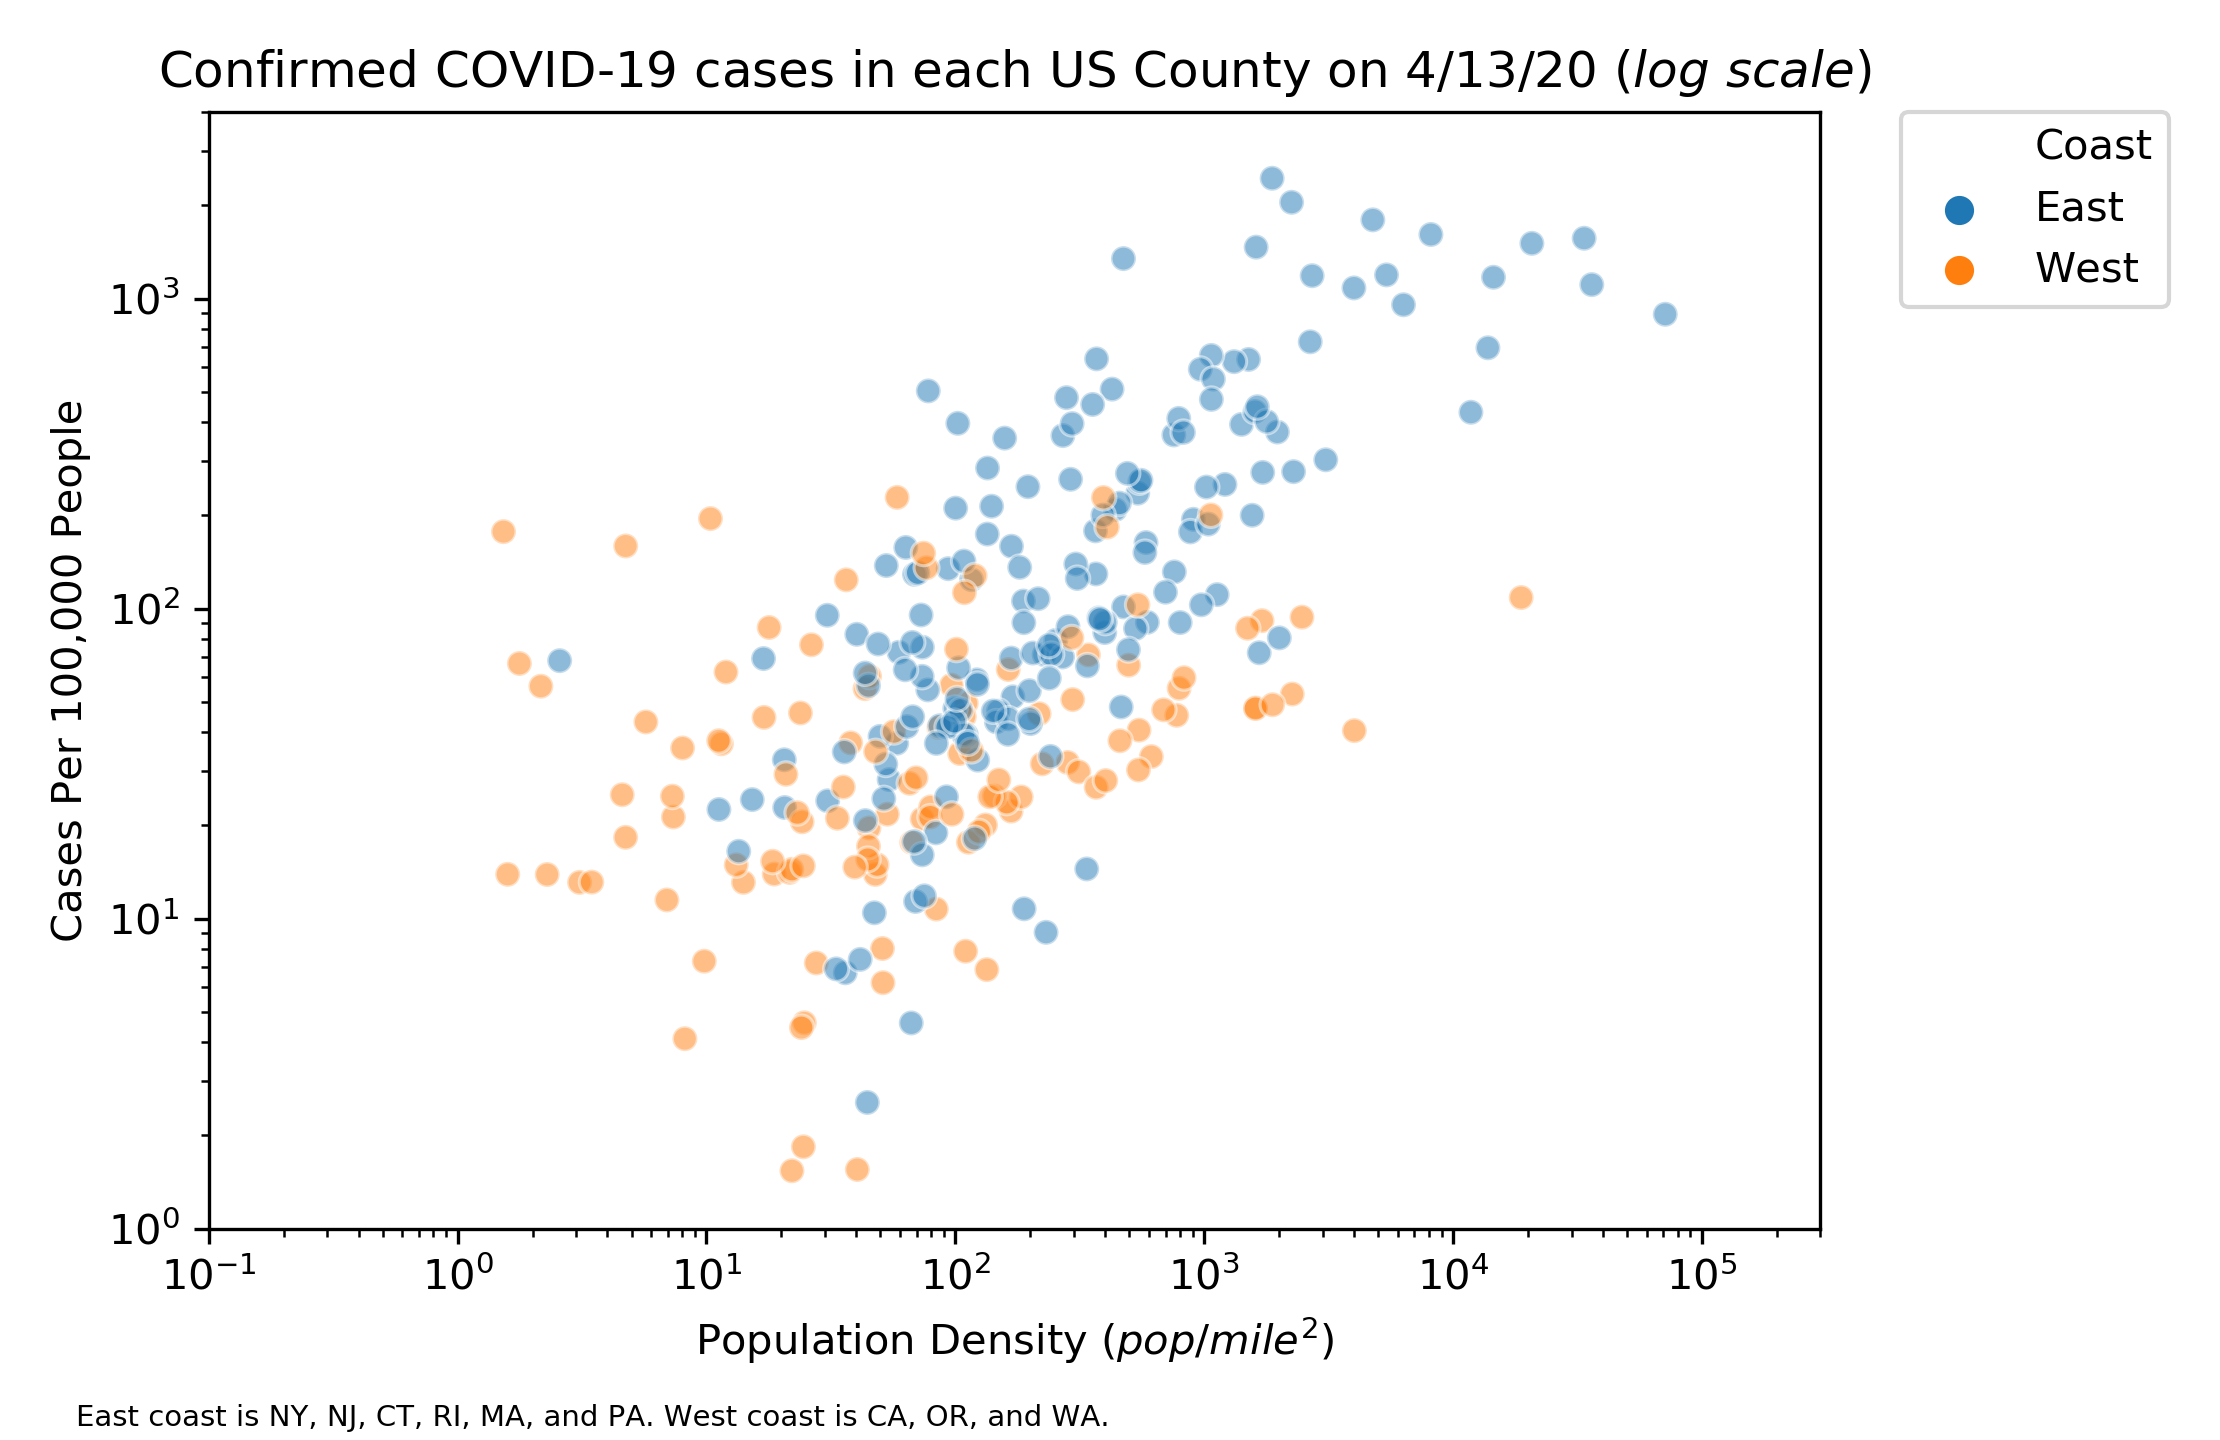 Confirmed COVID-19 cases in each US County on 4/13/20 (log scale)
Coast
East
West
Cases Per 100,000 People
10³
10²
10¹
10⁰
10⁻¹ 10⁰ 10¹ 10² 10³ 10⁴ 10⁵
Population Density (pop/mile²)
East coast is NY, NJ, CT, RI, MA, and PA. West coast is CA, OR, and WA.